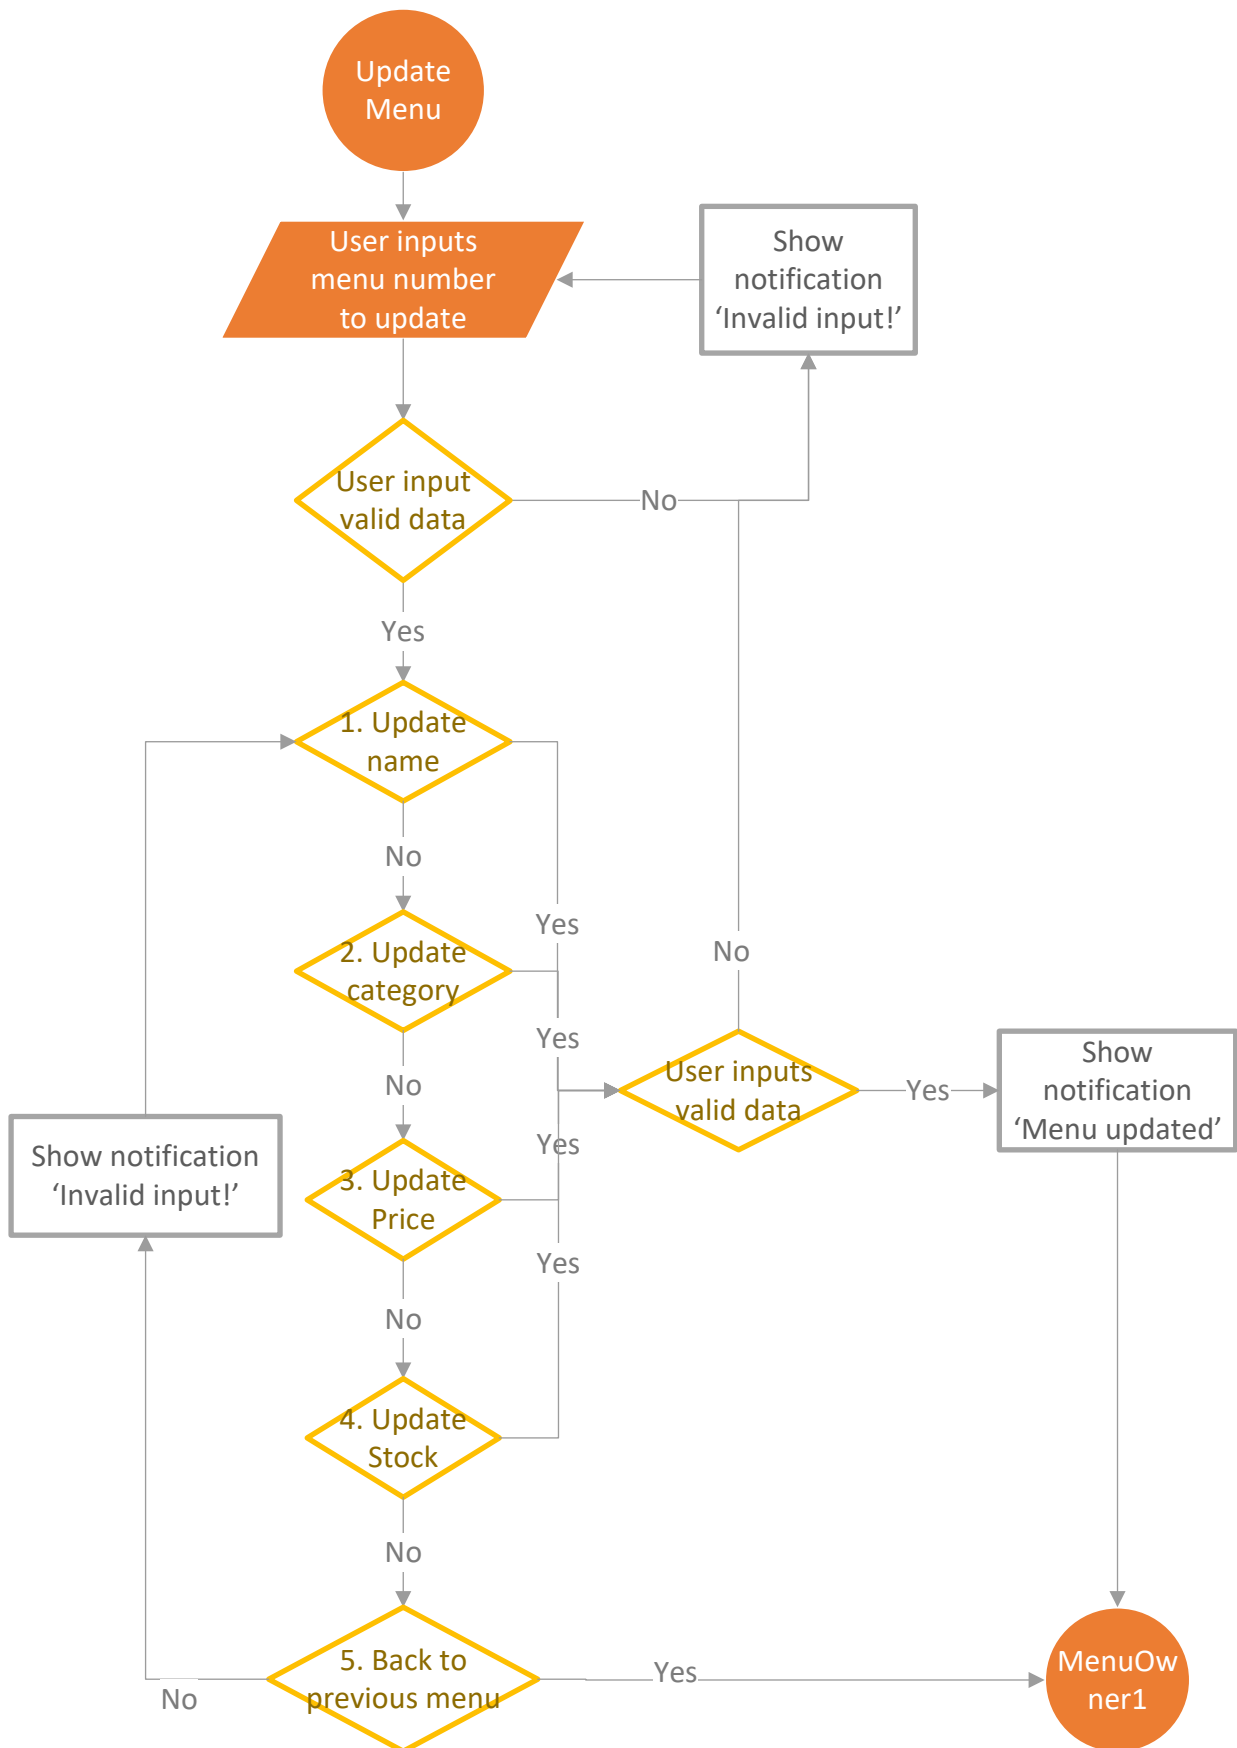 Update
Menu
User inputs
menu number
to update
Show
notification
‘Invalid input!’
User input
valid data
No
Yes
1. Update
name
No
Yes
2. Update
category
No
Yes
No
User inputs
valid data
Yes
Show
notification
‘Menu updated’
Show notification
‘Invalid input!’
Yes
3. Update
Price
Yes
No
4. Update
Stock
No
5. Back to
previous menu
Yes
No
MenuOw
ner1